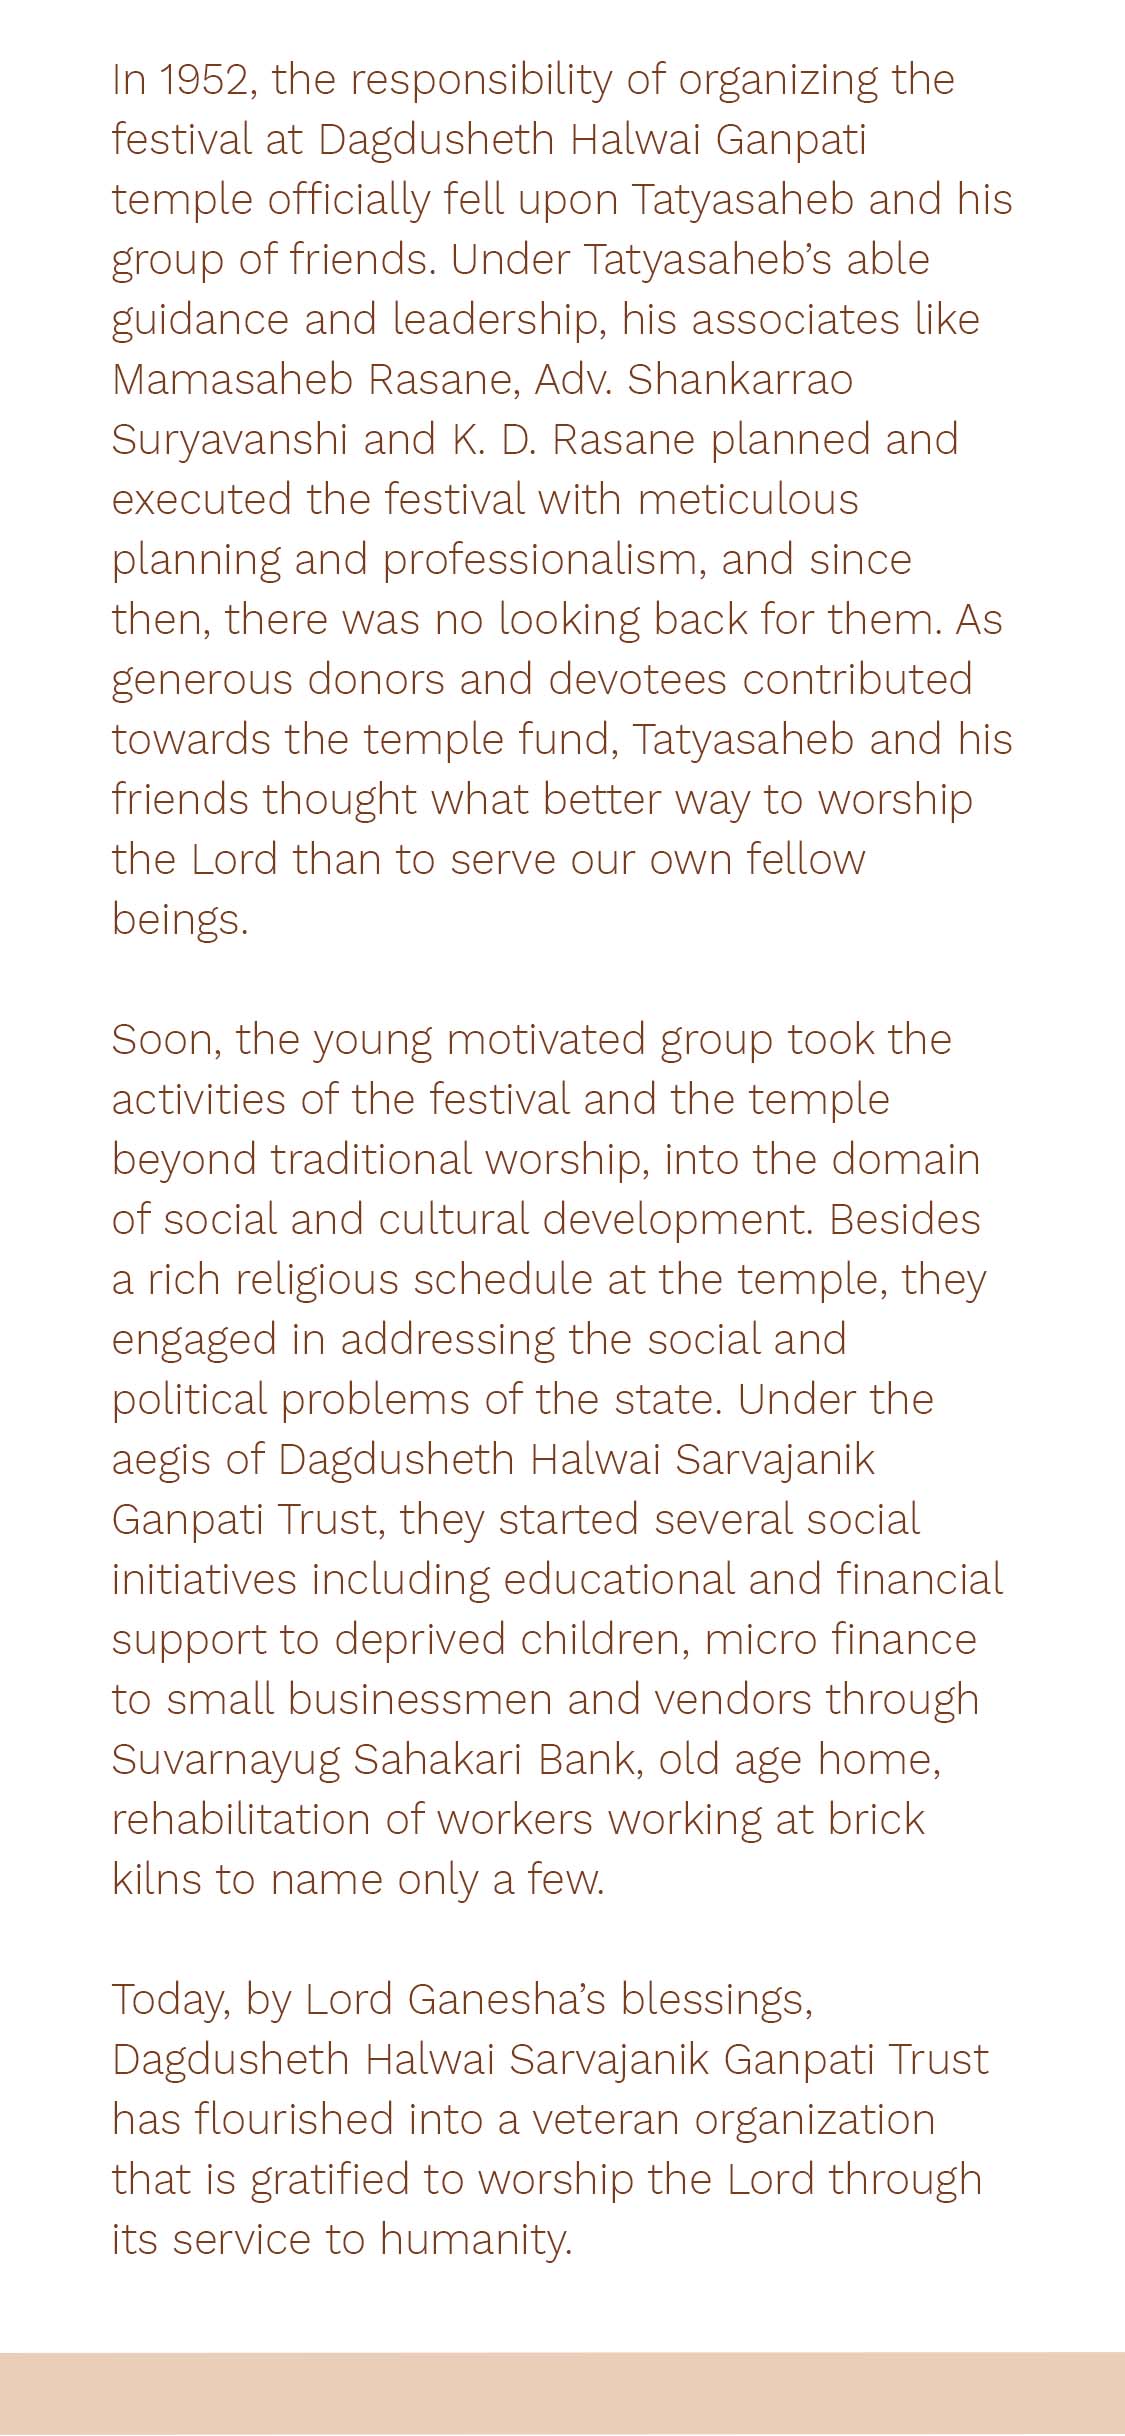 In 1952, the responsibility of organizing the
festival at Dagdusheth Halwai Ganpati
temple officially fell upon Tatyasaheb and his
group of friends. Under Tatyasaheb’s able
guidance and leadership, his associates like
Mamasaheb Rasane, Adv. Shankarrao
Suryavanshi and K. D. Rasane planned and
executed the festival with meticulous
planning and professionalism, and since
then, there was no looking back for them. As
generous donors and devotees contributed
towards the temple fund, Tatyasaheb and his
friends thought what better way to worship
the Lord than to serve our own fellow
beings.
Soon, the young motivated group took the
activities of the festival and the temple
beyond traditional worship, into the domain
of social and cultural development. Besides
a rich religious schedule at the temple, they
engaged in addressing the social and
political problems of the state. Under the
aegis of Dagdusheth Halwai Sarvajanik
Ganpati Trust, they started several social
initiatives including educational and financial
support to deprived children, micro finance
to small businessmen and vendors through
Suvarnayug Sahakari Bank, old age home,
rehabilitation of workers working at brick
kilns to name only a few.
Today, by Lord Ganesha’s blessings,
Dagdusheth Halwai Sarvajanik Ganpati Trust
has flourished into a veteran organization
that is gratified to worship the Lord through
its service to humanity.